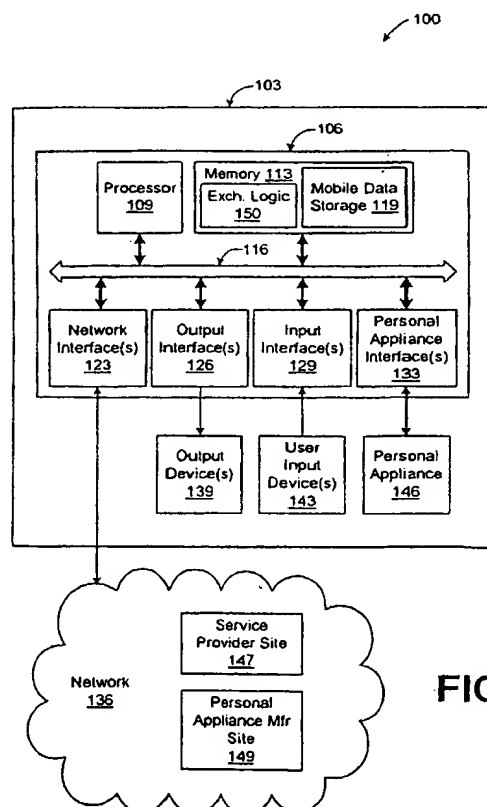 100
103
106
Processor
109
Memory 113
Exch. Logic
150
Mobile Data
Storage 119
116
Network
Interface(s)
123
Output
Interface(s)
126
Input
Interface(s)
129
Personal
Appliance
Interface(s)
133
Output
Device(s)
139
User
Input
Device(s)
143
Personal
Appliance
146
Network
136
Service
Provider Site
147
Personal
Appliance Mfr
Site
149
FIG